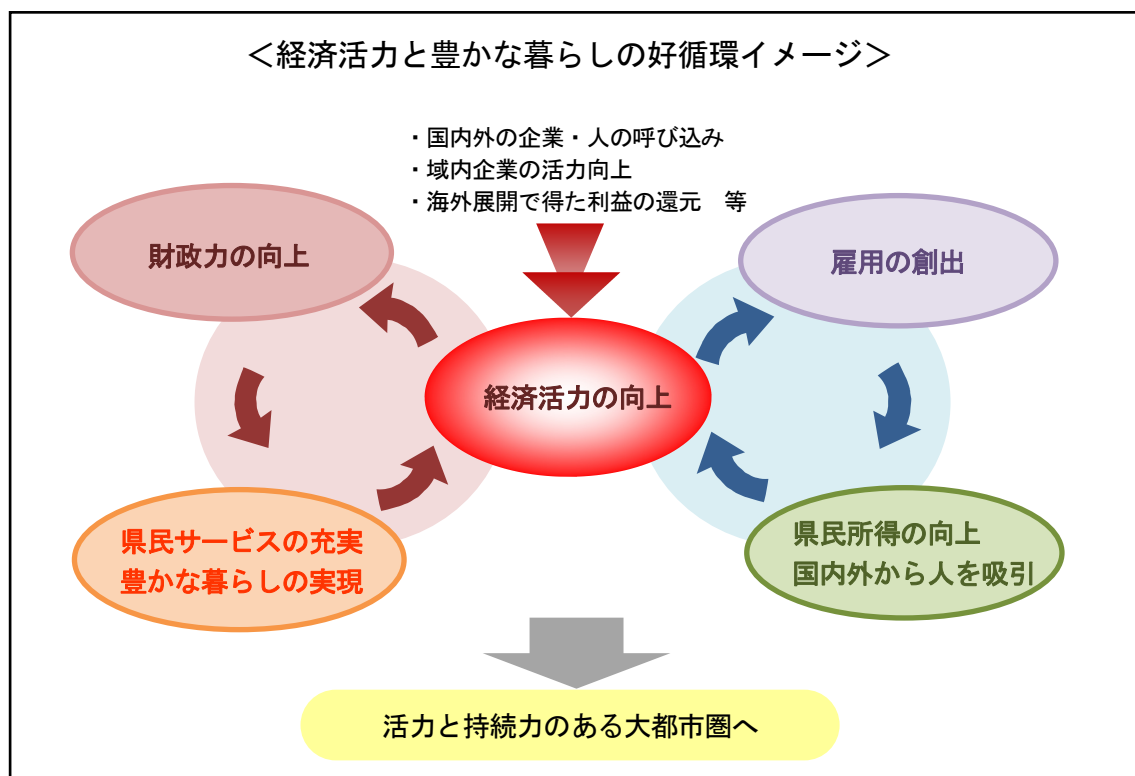 ＜経済活力と豊かな暮らしの好循環イメージ＞
・国内外の企業・人の呼び込み
・域内企業の活力向上
・海外展開で得た利益の還元　等
財政力の向上
雇用の創出
経済活力の向上
県民サービスの充実
豊かな暮らしの実現
県民所得の向上
国内外から人を吸引
活力と持続力のある大都市圏へ